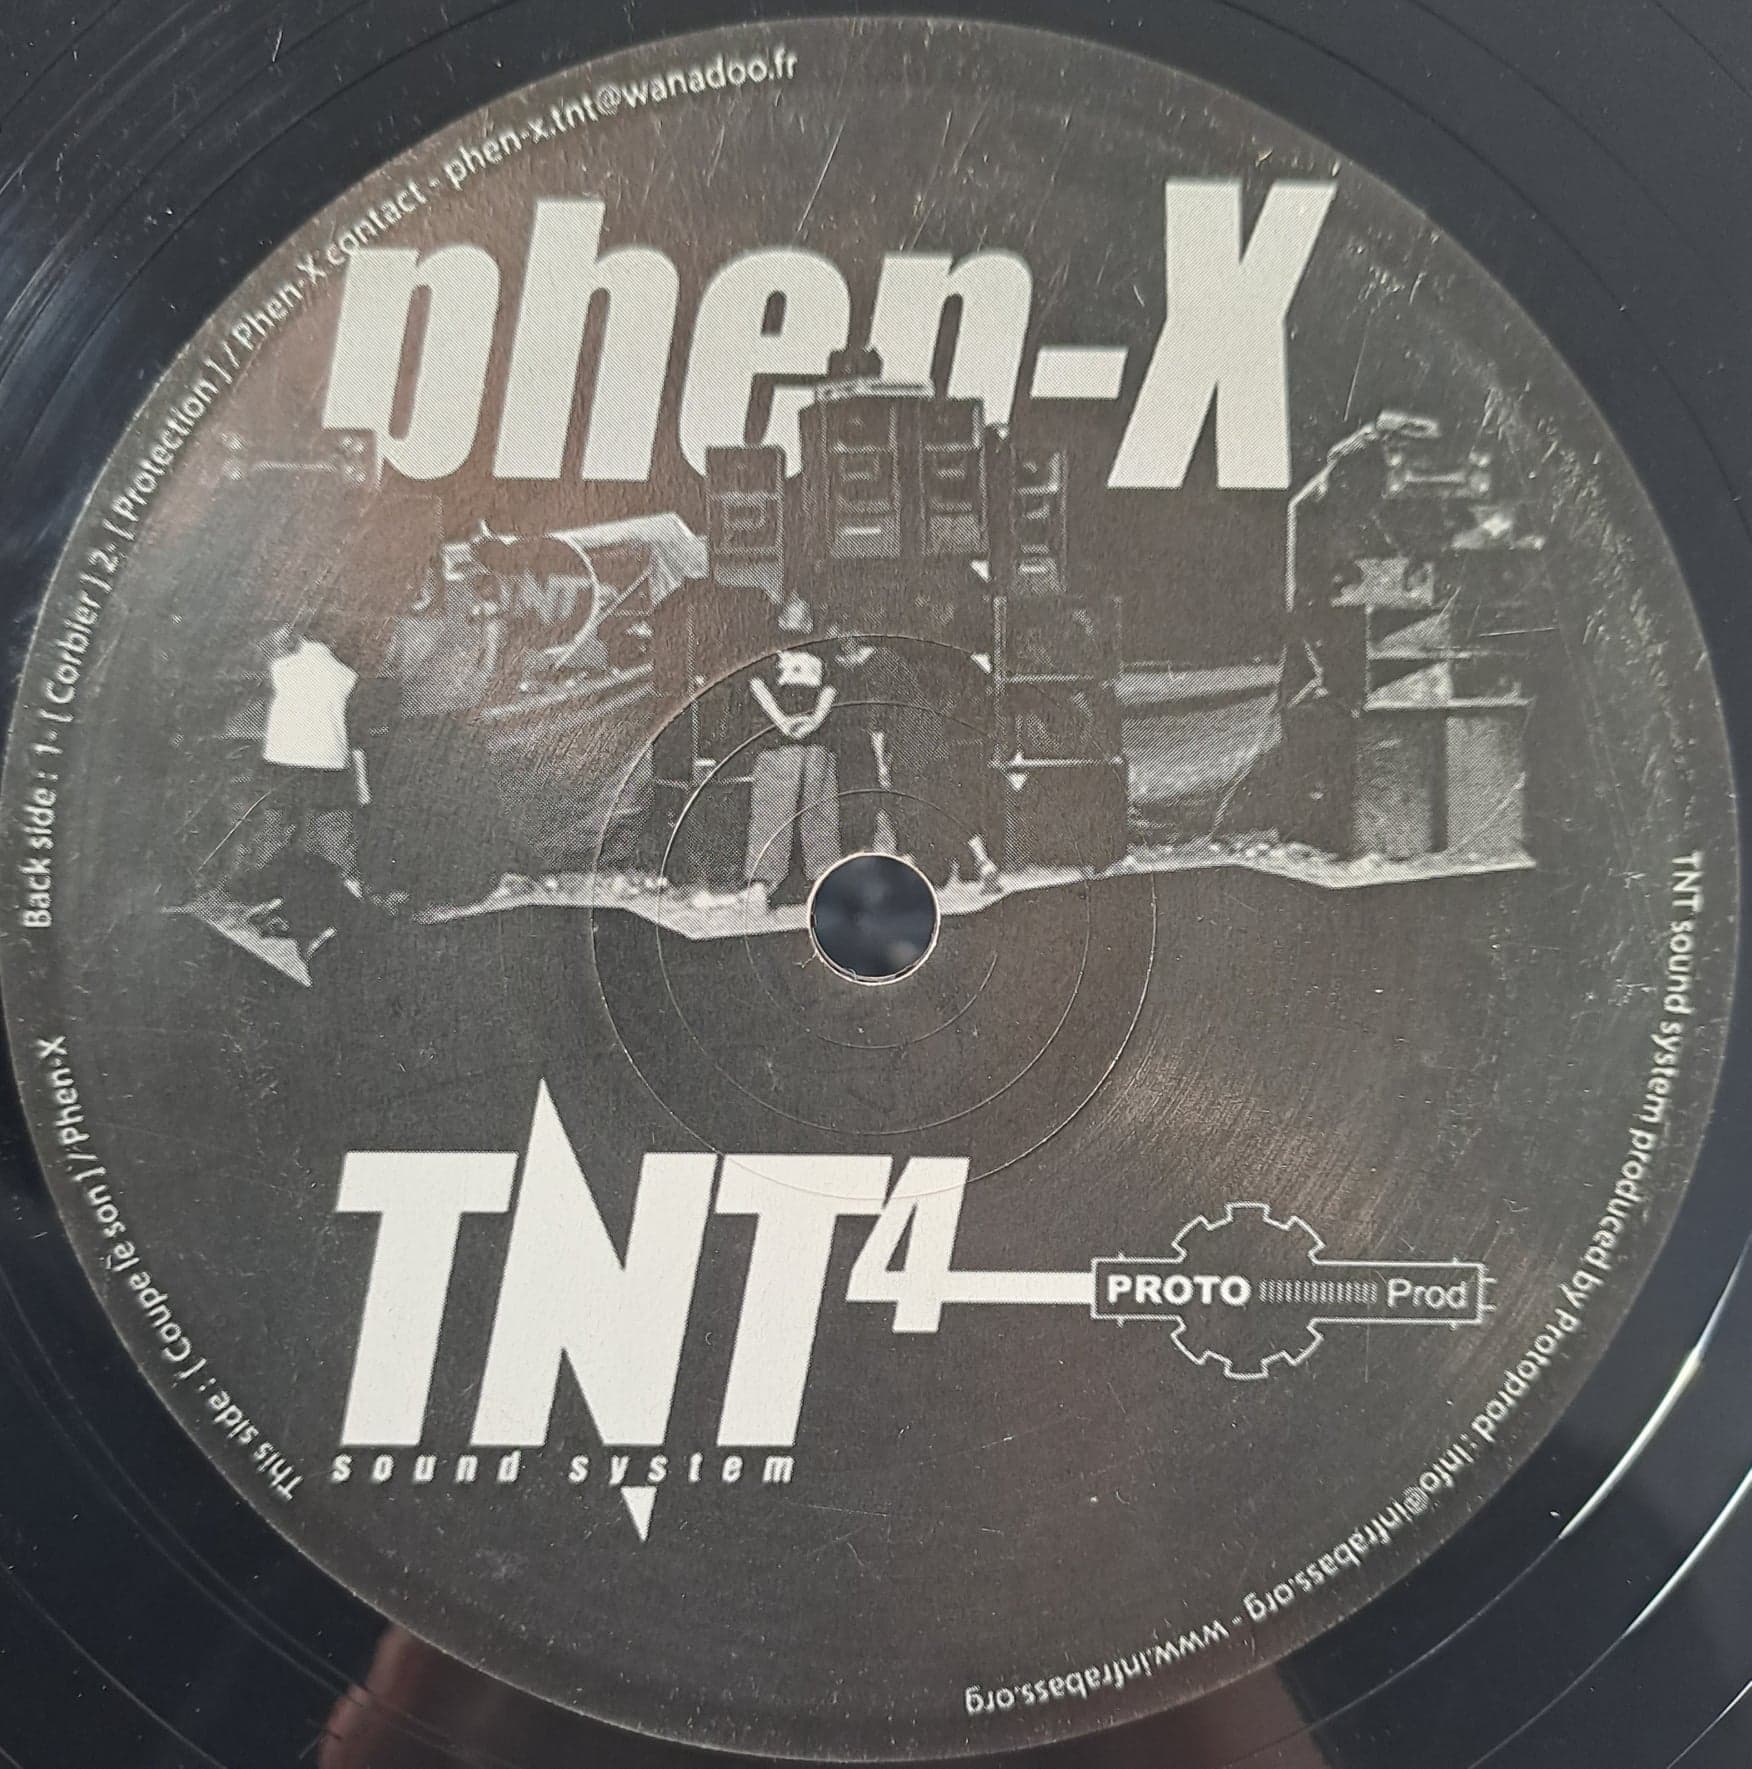 phen-X
TNT
TNT4
sound system
PROTO Prod
This side : [ Coupe le son ] / Phen-X
Back side : 1- [ Corbier ] 2- [ Protection ] / Phen-X contact - phen-x.tnt@wanadoo.fr
TNT sound system produced by Protoprod : info@infrabass.org - www.infrabass.org